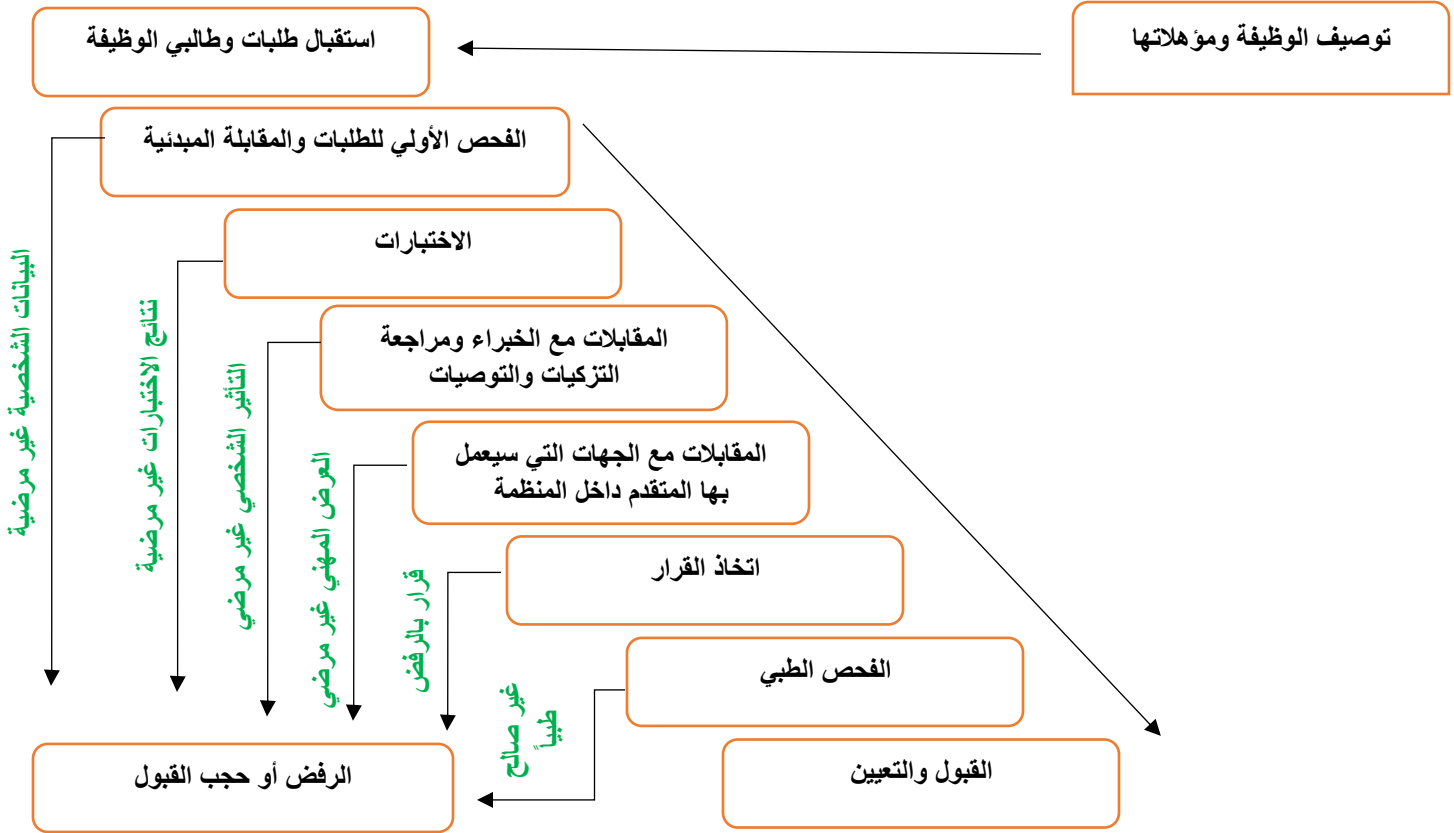 توصيف الوظيفة ومؤهلاتها
استقبال طلبات وطالبي الوظيفة
الفحص الأولي للطلبات والمقابلة المبدئية
الاختبارات
المقابلات مع الخبراء ومراجعة
التزكيات والتوصيات
المقابلات مع الجهات التي سيعمل
بها المتقدم داخل المنظمة
اتخاذ القرار
الفحص الطبي
القبول والتعيين
الرفض أو حجب القبول
البيانات الشخصية غير مرضية
نتائج الاختبارات غير مرضية
التأثير الشخصي غير مرضي
العرض المهني غير مرضي
قرار بالرفض
غير صالح
طبياً